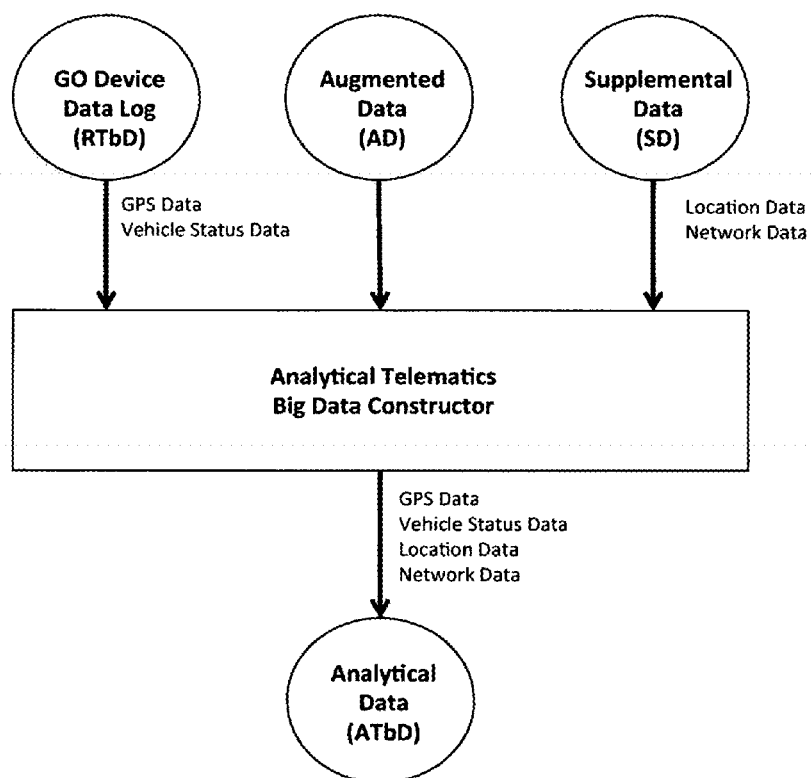 GO Device
Data Log
(RTbD)
Augmented
Data
(AD)
Supplemental
Data
(SD)
GPS Data
Vehicle Status Data
Location Data
Network Data
Analytical Telematics
Big Data Constructor
GPS Data
Vehicle Status Data
Location Data
Network Data
Analytical
Data
(ATbD)